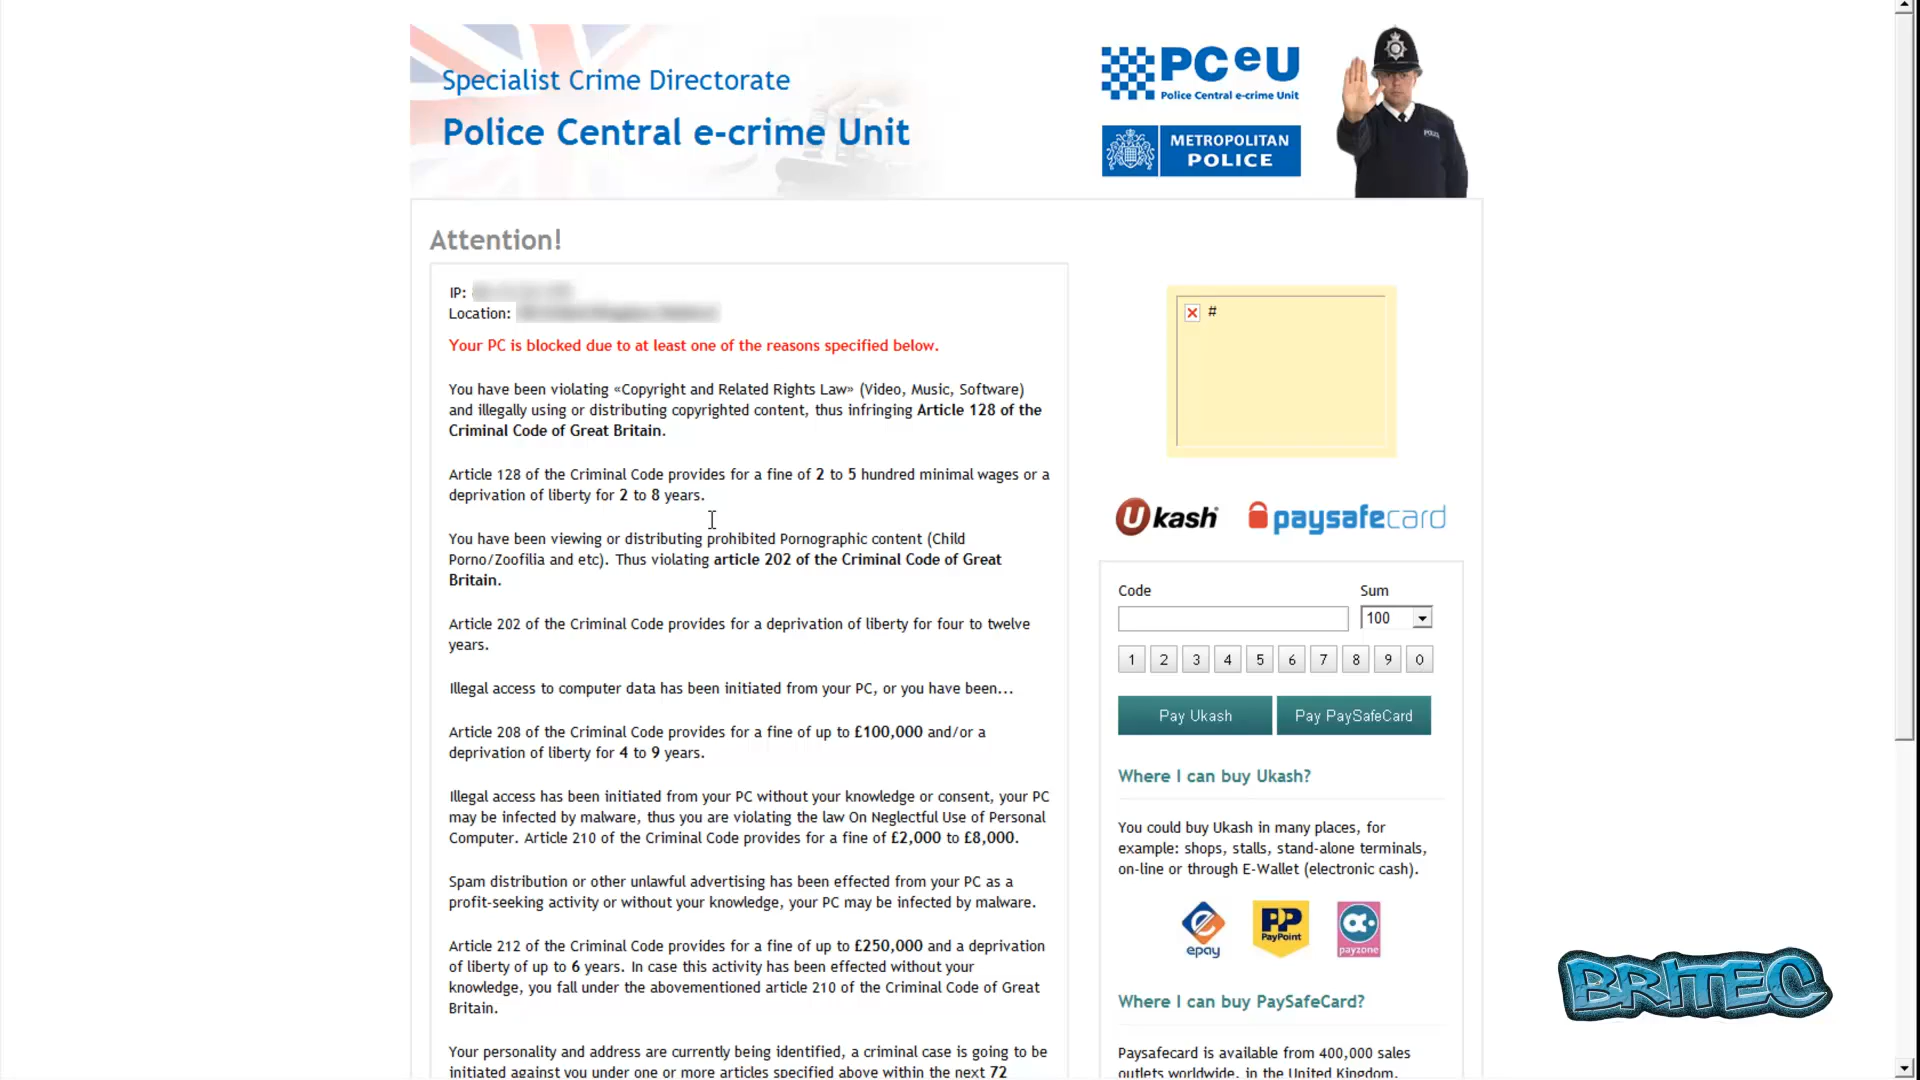 Specialist Crime Directorate
Police Central e-crime Unit
PCeU
Police Central e-crime Unit
METROPOLITAN
POLICE
POLICE
Attention!
IP:
Location:
Your PC is blocked due to at least one of the reasons specified below.
You have been violating «Copyright and Related Rights Law» (Video, Music, Software)
and illegally using or distributing copyrighted content, thus infringing Article 128 of the
Criminal Code of Great Britain.
Article 128 of the Criminal Code provides for a fine of 2 to 5 hundred minimal wages or a
deprivation of liberty for 2 to 8 years.
You have been viewing or distributing prohibited Pornographic content (Child
Porno/Zoofilia and etc). Thus violating article 202 of the Criminal Code of Great
Britain.
Article 202 of the Criminal Code provides for a deprivation of liberty for four to twelve
years.
Illegal access to computer data has been initiated from your PC, or you have been...
Article 208 of the Criminal Code provides for a fine of up to £100,000 and/or a
deprivation of liberty for 4 to 9 years.
Illegal access has been initiated from your PC without your knowledge or consent, your PC
may be infected by malware, thus you are violating the law On Neglectful Use of Personal
Computer. Article 210 of the Criminal Code provides for a fine of £2,000 to £8,000.
Spam distribution or other unlawful advertising has been effected from your PC as a
profit-seeking activity or without your knowledge, your PC may be infected by malware.
Article 212 of the Criminal Code provides for a fine of up to £250,000 and a deprivation
of liberty of up to 6 years. In case this activity has been effected without your
knowledge, you fall under the abovementioned article 210 of the Criminal Code of Great
Britain.
Your personality and address are currently being identified, a criminal case is going to be
initiated against you under one or more articles specified above within the next 72
#
Ukash paysafecard
Code Sum
100
1 2 3 4 5 6 7 8 9 0
Pay Ukash Pay PaySafeCard
Where I can buy Ukash?
You could buy Ukash in many places, for
example: shops, stalls, stand-alone terminals,
on-line or through E-Wallet (electronic cash).
epay PP PayPoint payzone
Where I can buy PaySafeCard?
Paysafecard is available from 400,000 sales
outlets worldwide, in the United Kingdom,
BRITEC